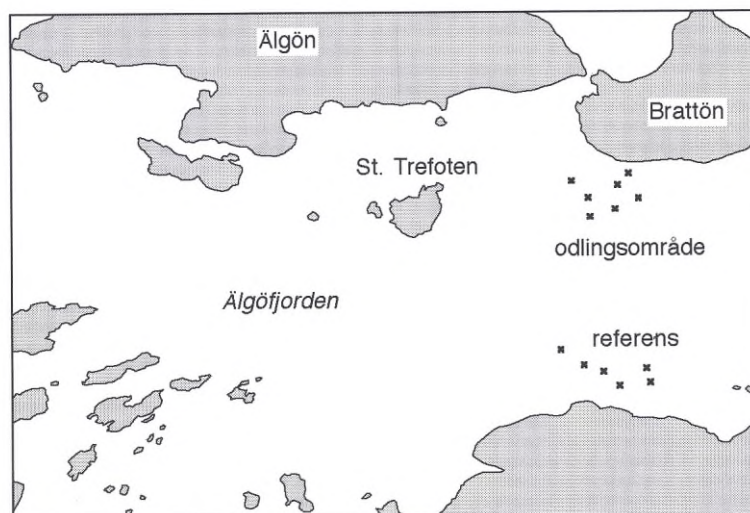 Älgön
Brattön
St. Trefoten
odlingsområde
Älgöfjorden
referens